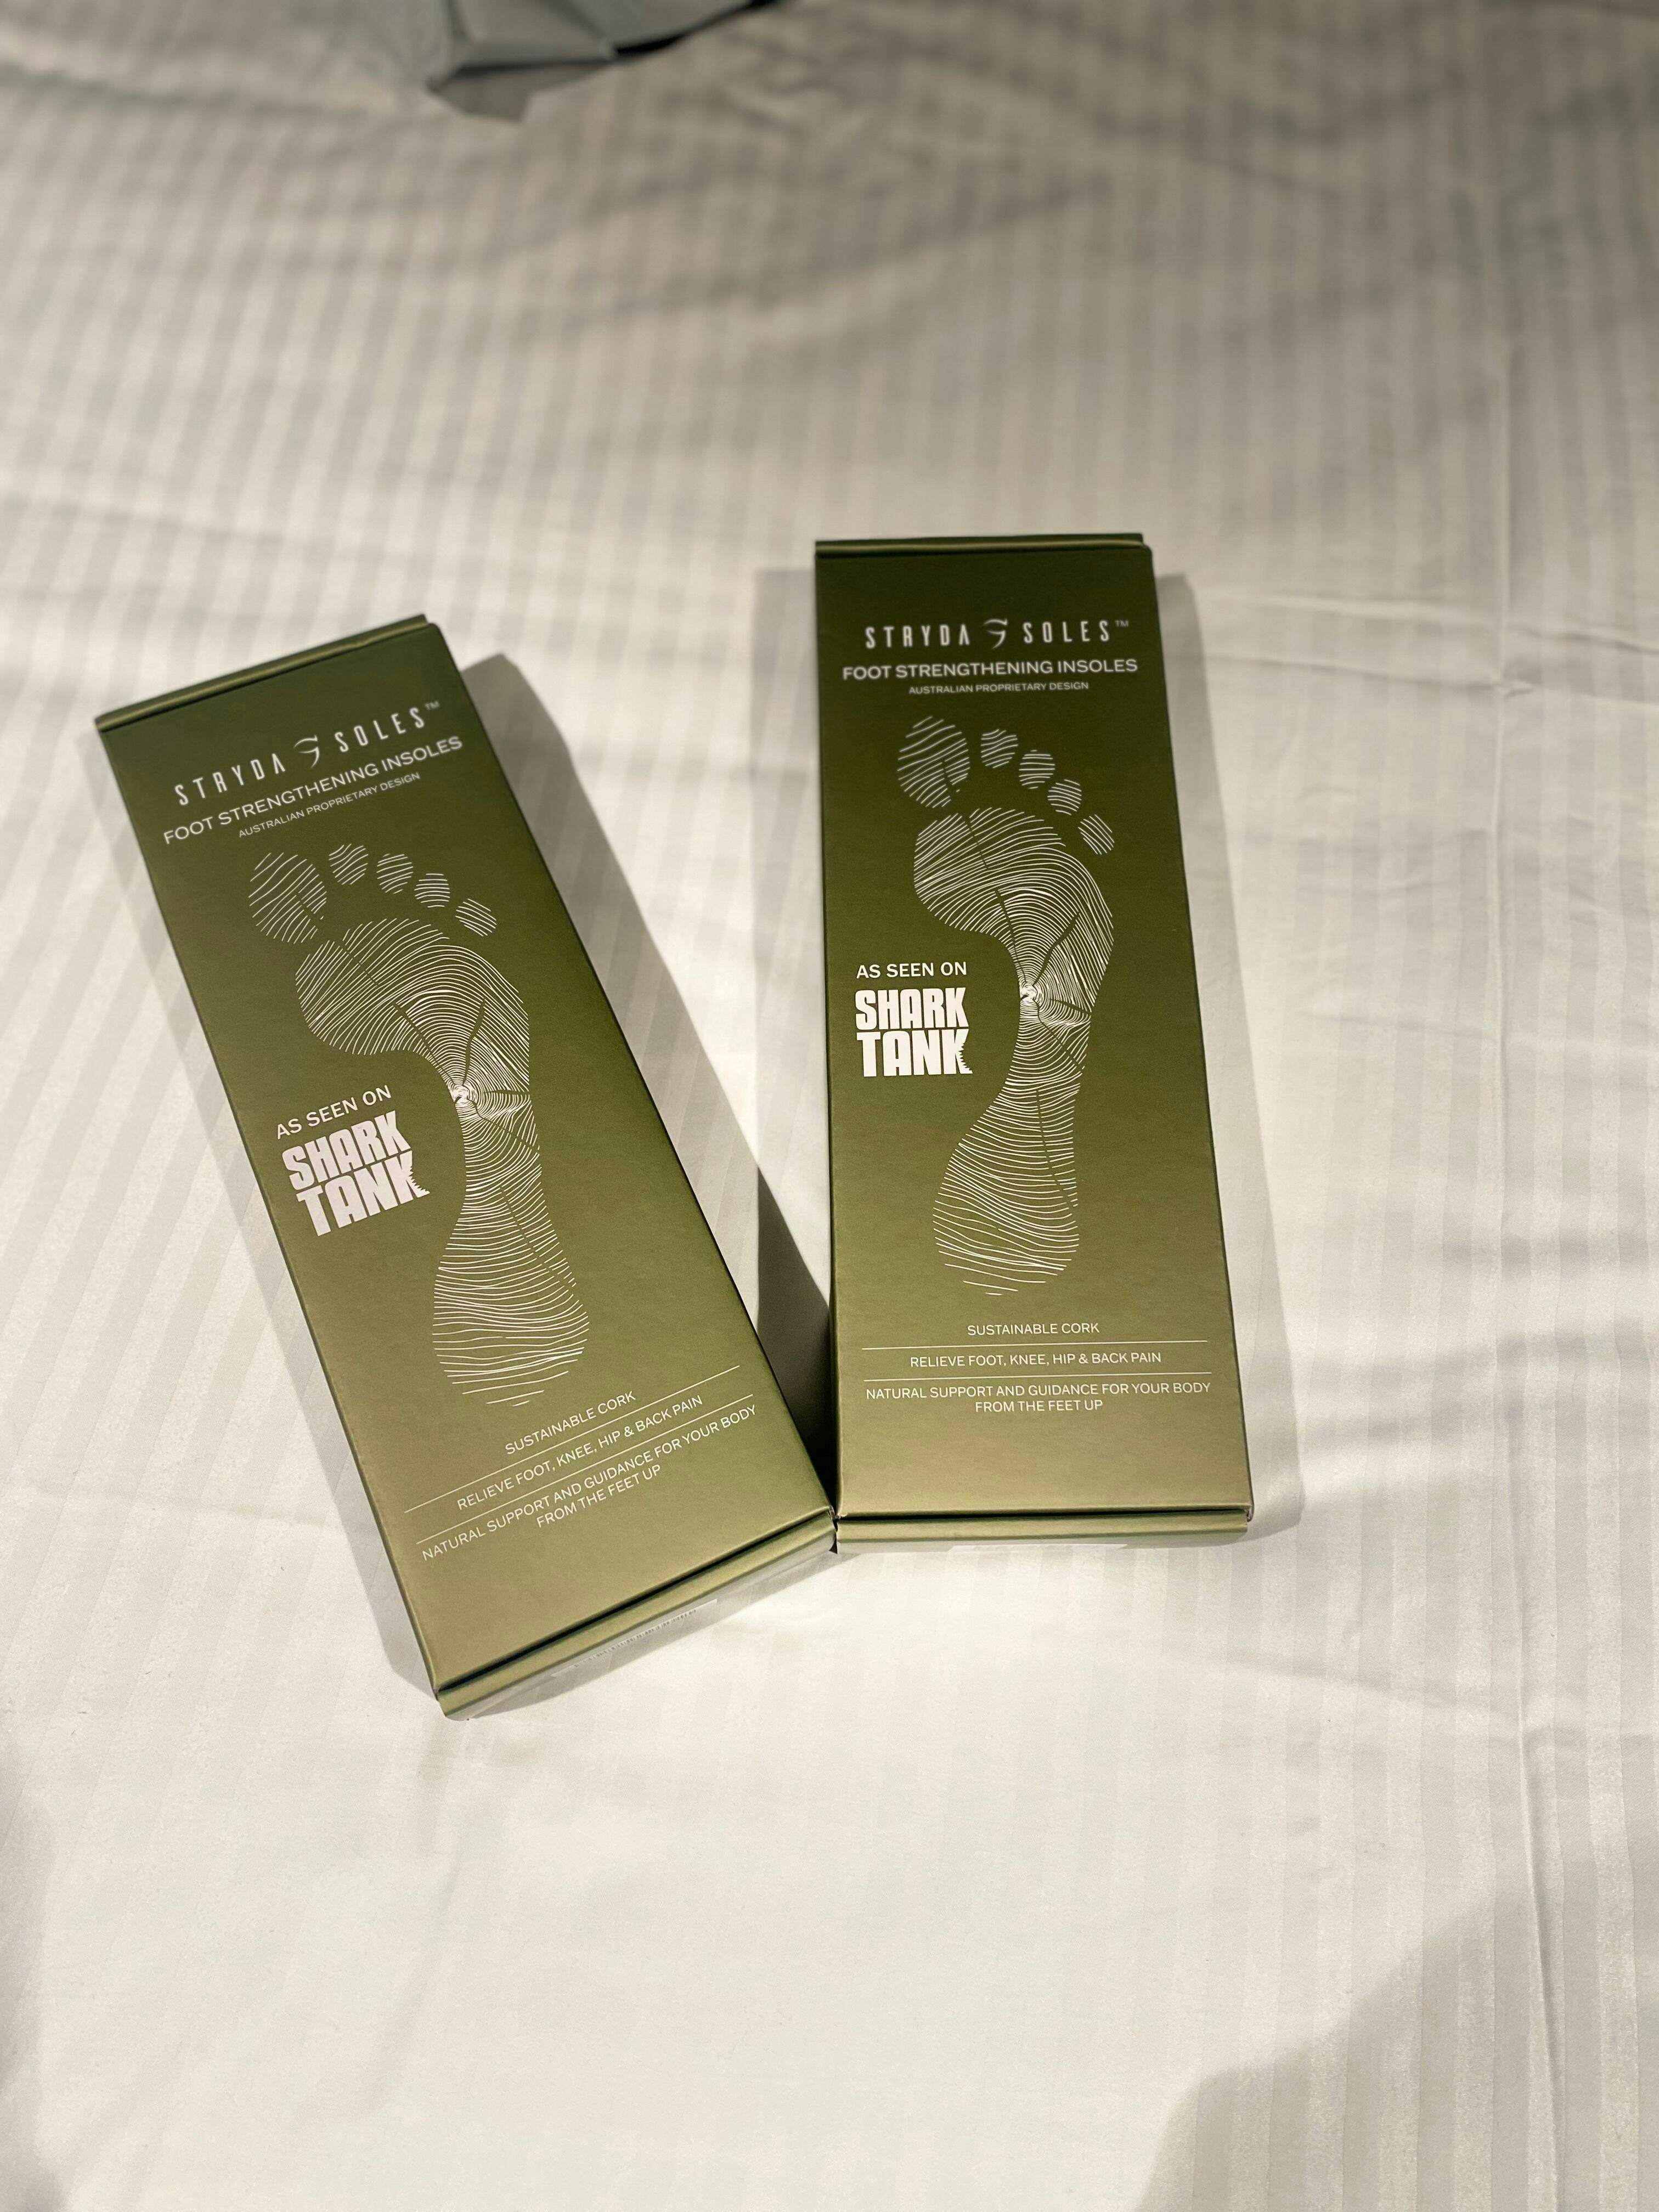 STRYDA SOLES™
FOOT STRENGTHENING INSOLES
AUSTRALIAN PROPRIETARY DESIGN
AS SEEN ON
SHARK
TANK
SUSTAINABLE CORK
RELIEVE FOOT, KNEE, HIP & BACK PAIN
NATURAL SUPPORT AND GUIDANCE FOR YOUR BODY
FROM THE FEET UP
STRYDA SOLES™
FOOT STRENGTHENING INSOLES
AUSTRALIAN PROPRIETARY DESIGN
AS SEEN ON
SHARK
TANK
SUSTAINABLE CORK
RELIEVE FOOT, KNEE, HIP & BACK PAIN
NATURAL SUPPORT AND GUIDANCE FOR YOUR BODY
FROM THE FEET UP